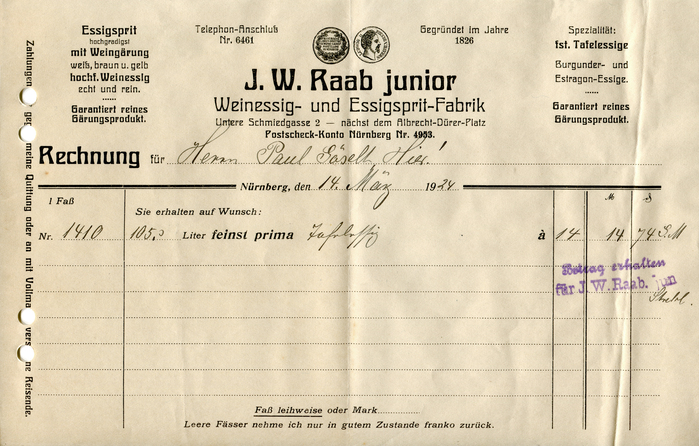 Essigsprit
hochgradigst
mit Weingärung
weiß, braun u. gelb
hochf. Weinessig
echt und rein.
Garantiert reines
Gärungsprodukt.
Telephon-Anschluß
Nr. 6461
Gegründet im Jahre
1826
Spezialität:
fst. Tafelessige
Burgunder- und
Estragon-Essige.
Garantiert reines
Gärungsprodukt.
J. W. Raab junior
Weinessig- und Essigsprit-Fabrik
Untere Schmiedgasse 2 — nächst dem Albrecht-Dürer-Platz
Postscheck-Konto Nürnberg Nr. 4953.
Rechnung für Herrn Paul Söselt, Hier!
Nürnberg, den 14. März 1924
1 Faß
Sie erhalten auf Wunsch:
Nr. 1410 105,5 Liter feinst prima Tafelessig à 14 14 74 G.M
Betrag erhalten
für J. W. Raab. jun
Faß leihweise oder Mark
Leere Fässer nehme ich nur in gutem Zustande franko zurück.
Zahlungen meine Quittung oder an mit Vollma ne Reisende.